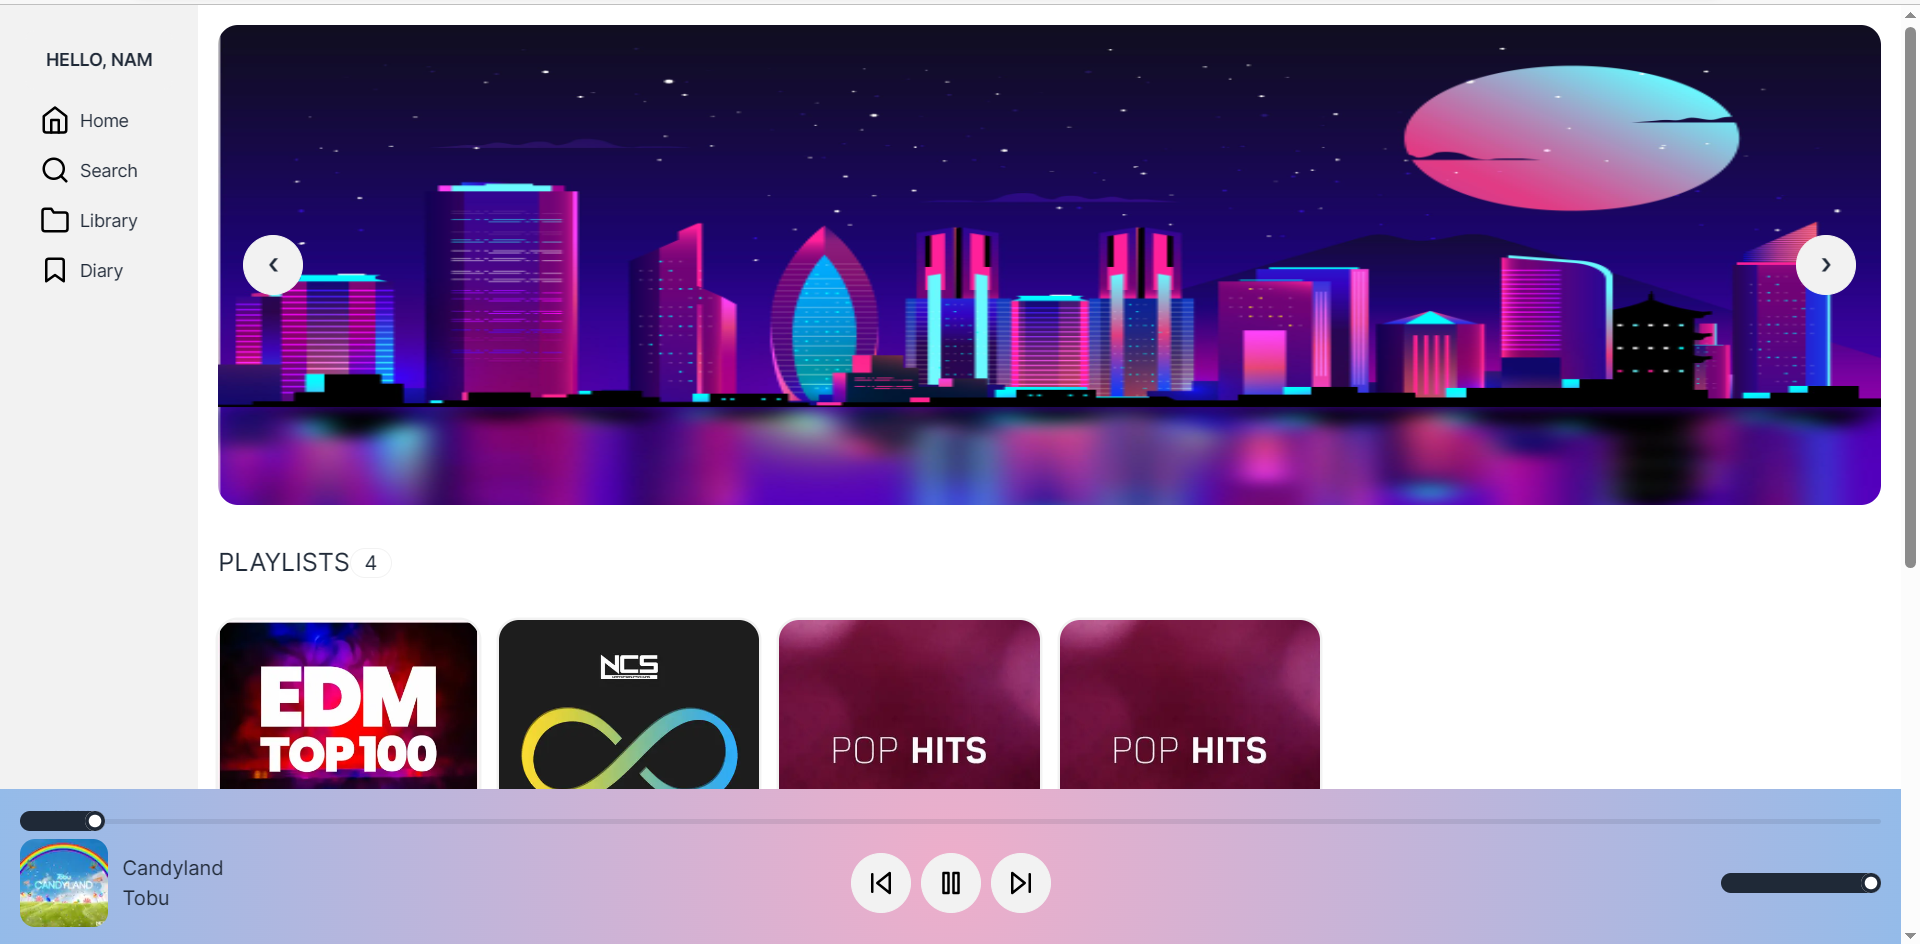 HELLO, NAM
Home
Search
Library
Diary
PLAYLISTS 4
EDM
TOP 100
NCS
POP HITS
POP HITS
Tobu
CANDYLAND
Candyland
Tobu